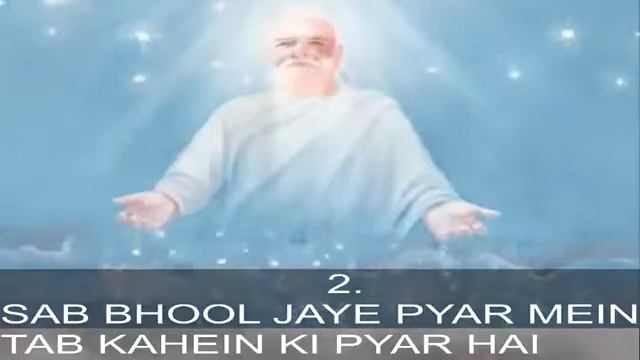 2.
SAB BHOOL JAYE PYAR MEIN
TAB KAHEIN KI PYAR HAI